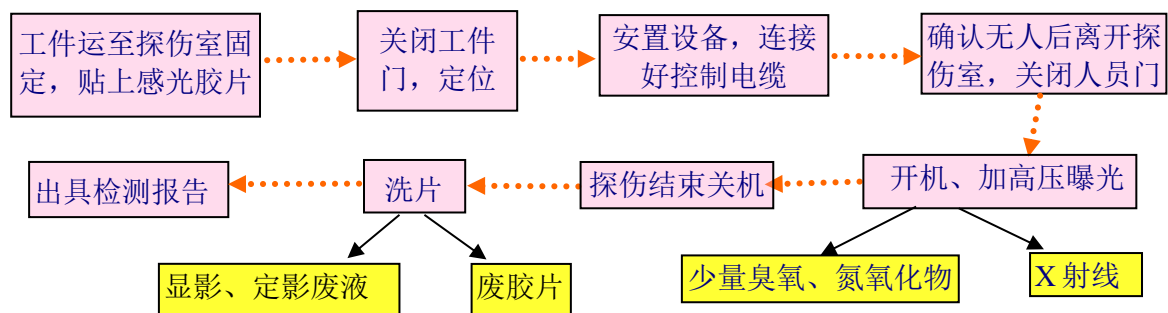 工件运至探伤室固
定，贴上感光胶片
关闭工件
门，定位
安置设备，连接
好控制电缆
确认无人后离开探
伤室，关闭人员门
开机、加高压曝光
探伤结束关机
洗片
出具检测报告
显影、定影废液
废胶片
少量臭氧、氮氧化物
X射线